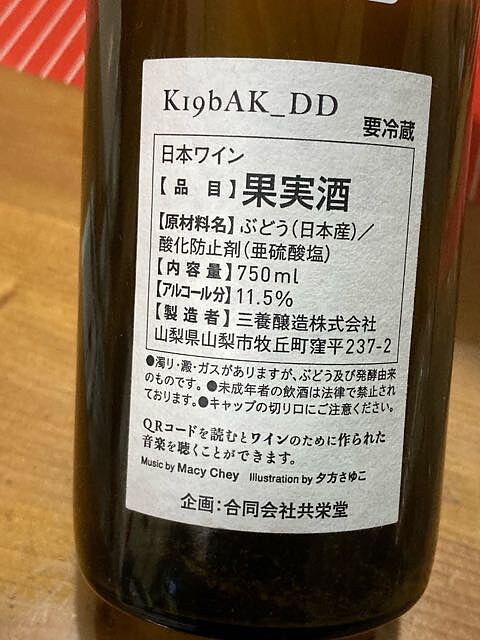 K19bAK_DD
要冷蔵
日本ワイン
【品 目】果実酒
【原材料名】ぶどう(日本産)／
酸化防止剤(亜硫酸塩)
【内容量】750ml
【アルコール分】11.5%
【製造者】三養醸造株式会社
山梨県山梨市牧丘町窪平237-2
●濁り・澱・ガスがありますが、ぶどう及び発酵由来
のものです。●未成年者の飲酒は法律で禁止され
ております。●キャップの切り口にご注意ください。
QRコードを読むとワインのために作られた
音楽を聴くことができます。
Music by Macy Chey Illustration by 夕方さゆこ
企画：合同会社共栄堂